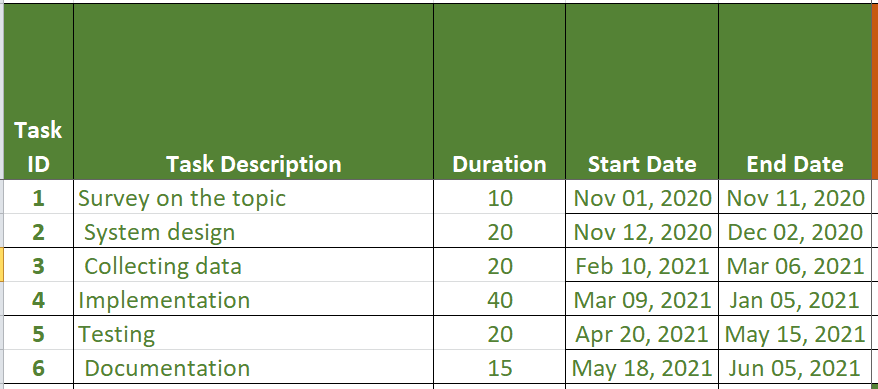 Task ID Task Description Duration Start Date End Date
1 Survey on the topic 10 Nov 01, 2020 Nov 11, 2020
2 System design 20 Nov 12, 2020 Dec 02, 2020
3 Collecting data 20 Feb 10, 2021 Mar 06, 2021
4 Implementation 40 Mar 09, 2021 Jan 05, 2021
5 Testing 20 Apr 20, 2021 May 15, 2021
6 Documentation 15 May 18, 2021 Jun 05, 2021